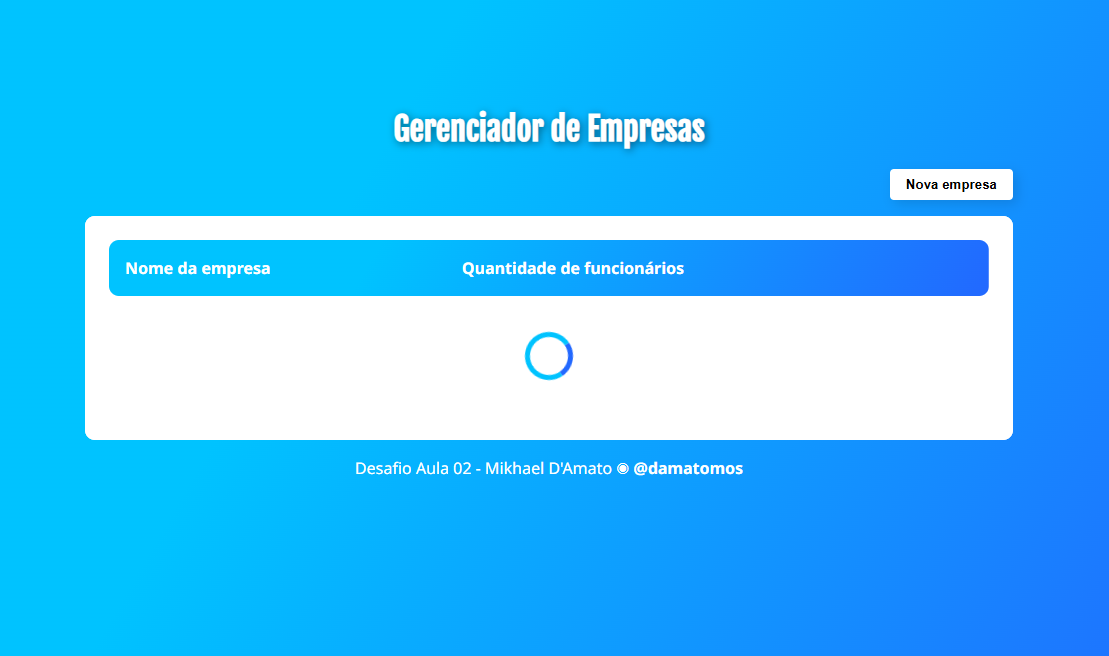 Gerenciador de Empresas
Nova empresa
Nome da empresa Quantidade de funcionários
Desafio Aula 02 - Mikhael D'Amato ◉ @damatomos